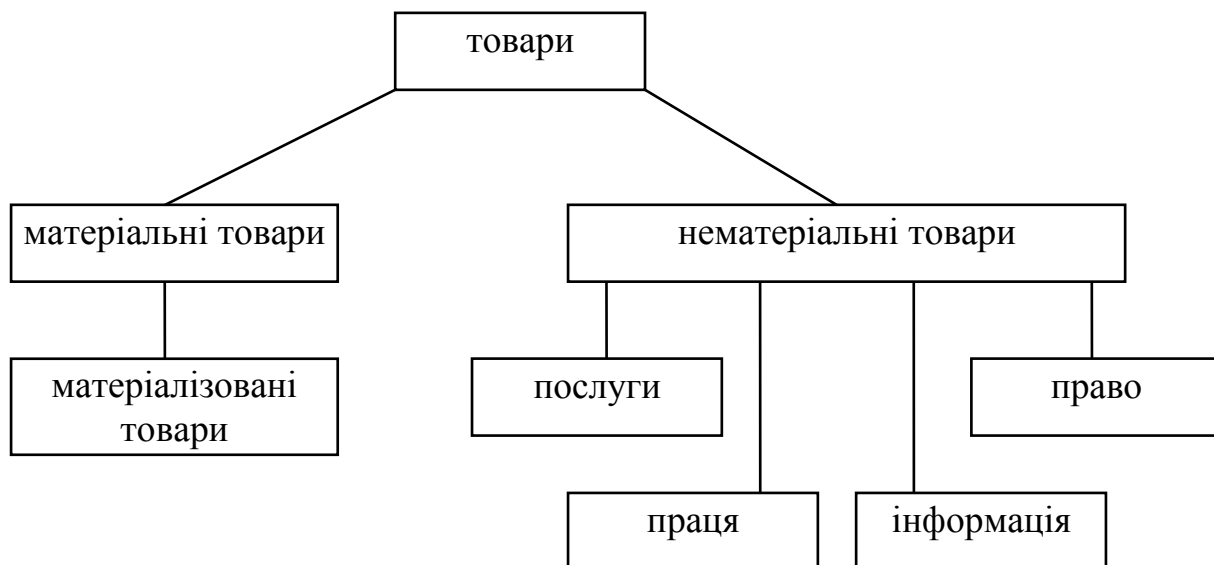 товари
матеріальні товари
нематеріальні товари
матеріалізовані
товари
послуги
право
праця
інформація